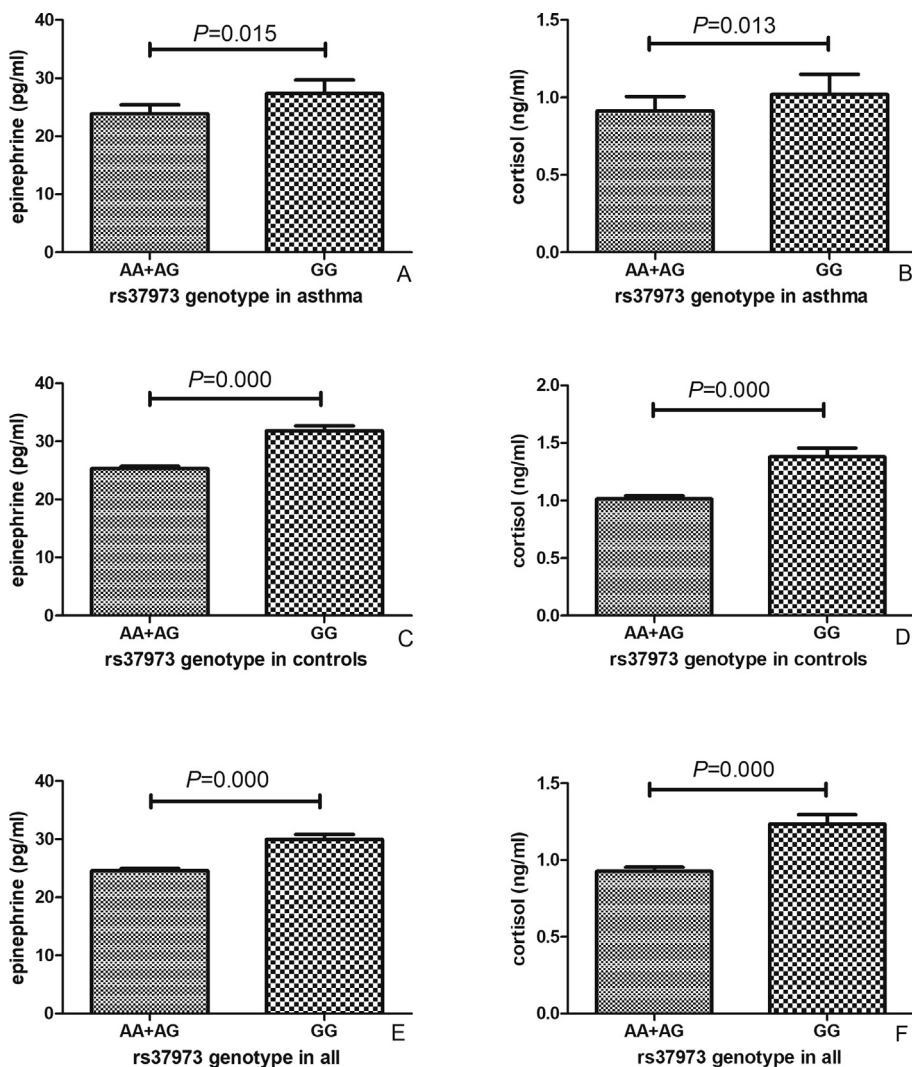 P=0.015
epinephrine (pg/ml)
40
30
20
10
0
AA+AG GG
A
rs37973 genotype in asthma
P=0.013
cortisol (ng/ml)
1.5
1.0
0.5
0.0
AA+AG GG
B
rs37973 genotype in asthma
P=0.000
epinephrine (pg/ml)
40
30
20
10
0
AA+AG GG
C
rs37973 genotype in controls
P=0.000
cortisol (ng/ml)
2.0
1.5
1.0
0.5
0.0
AA+AG GG
D
rs37973 genotype in controls
P=0.000
epinephrine (pg/ml)
40
30
20
10
0
AA+AG GG
E
rs37973 genotype in all
P=0.000
cortisol (ng/ml)
1.5
1.0
0.5
0.0
AA+AG GG
F
rs37973 genotype in all